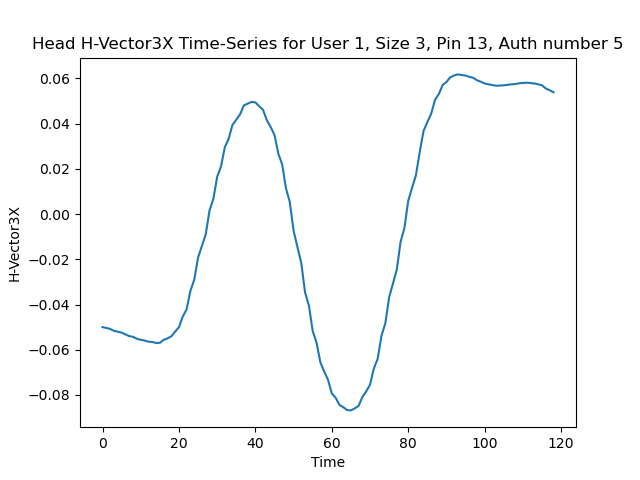 Head H-Vector3X Time-Series for User 1, Size 3, Pin 13, Auth number 5
0.06
0.04
0.02
0.00
−0.02
−0.04
−0.06
−0.08
H-Vector3X
0 20 40 60 80 100 120
Time